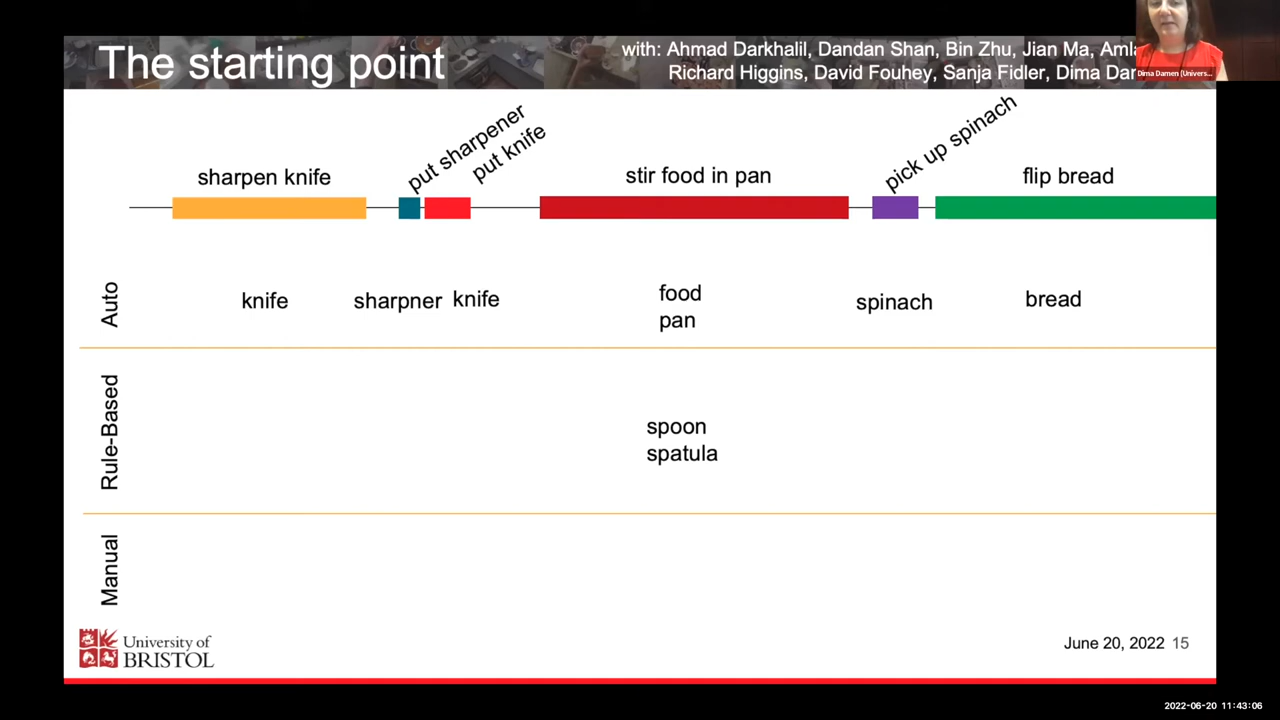 The starting point
with: Ahmad Darkhalil, Dandan Shan, Bin Zhu, Jian Ma,
Richard Higgins, David Fouhey, Sanja Fidler, Dima
Dima Damen (Univers...
put sharpener
put knife
pick up spinach
sharpen knife
stir food in pan
flip bread
Auto
knife
sharpner
knife
food
pan
spinach
bread
Rule-Based
spoon
spatula
Manual
University of
BRISTOL
June 20, 2022 15
2022-06-20 11:43:06